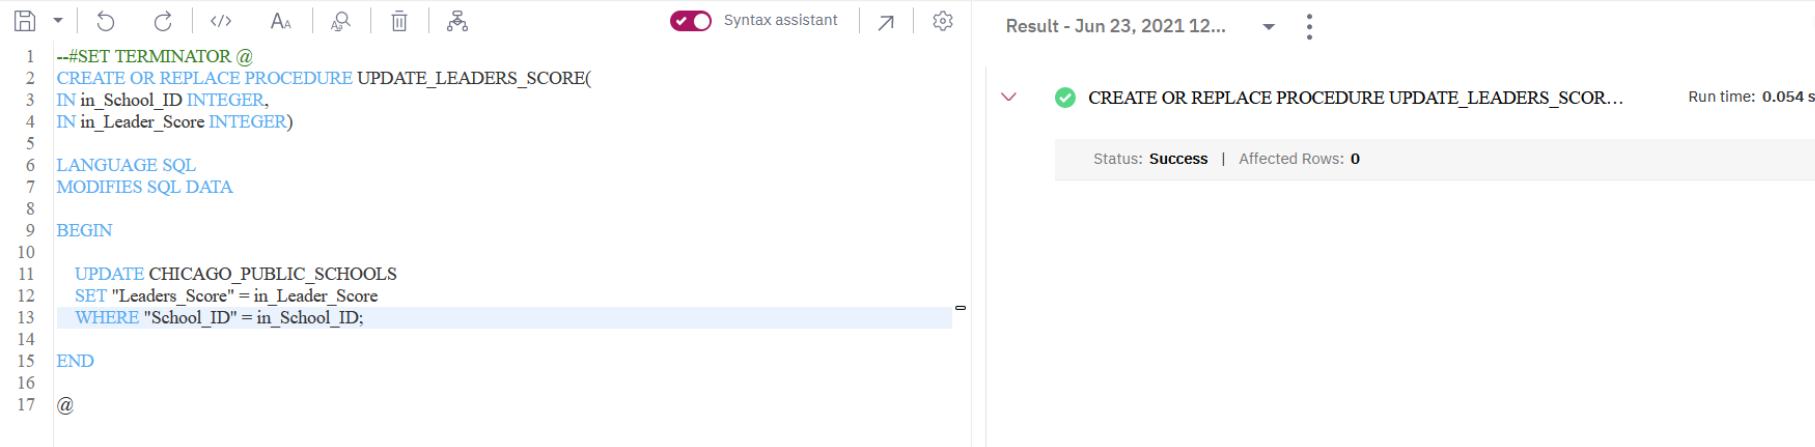 Syntax assistant
1 --#SET TERMINATOR @
2 CREATE OR REPLACE PROCEDURE UPDATE_LEADERS_SCORE(
3 IN in_School_ID INTEGER,
4 IN in_Leader_Score INTEGER)
5
6 LANGUAGE SQL
7 MODIFIES SQL DATA
8
9 BEGIN
10
11 UPDATE CHICAGO_PUBLIC_SCHOOLS
12 SET "Leaders_Score" = in_Leader_Score
13 WHERE "School_ID" = in_School_ID;
14
15 END
16
17 @
Result - Jun 23, 2021 12...
CREATE OR REPLACE PROCEDURE UPDATE_LEADERS_SCOR... Run time: 0.054 s
Status: Success | Affected Rows: 0